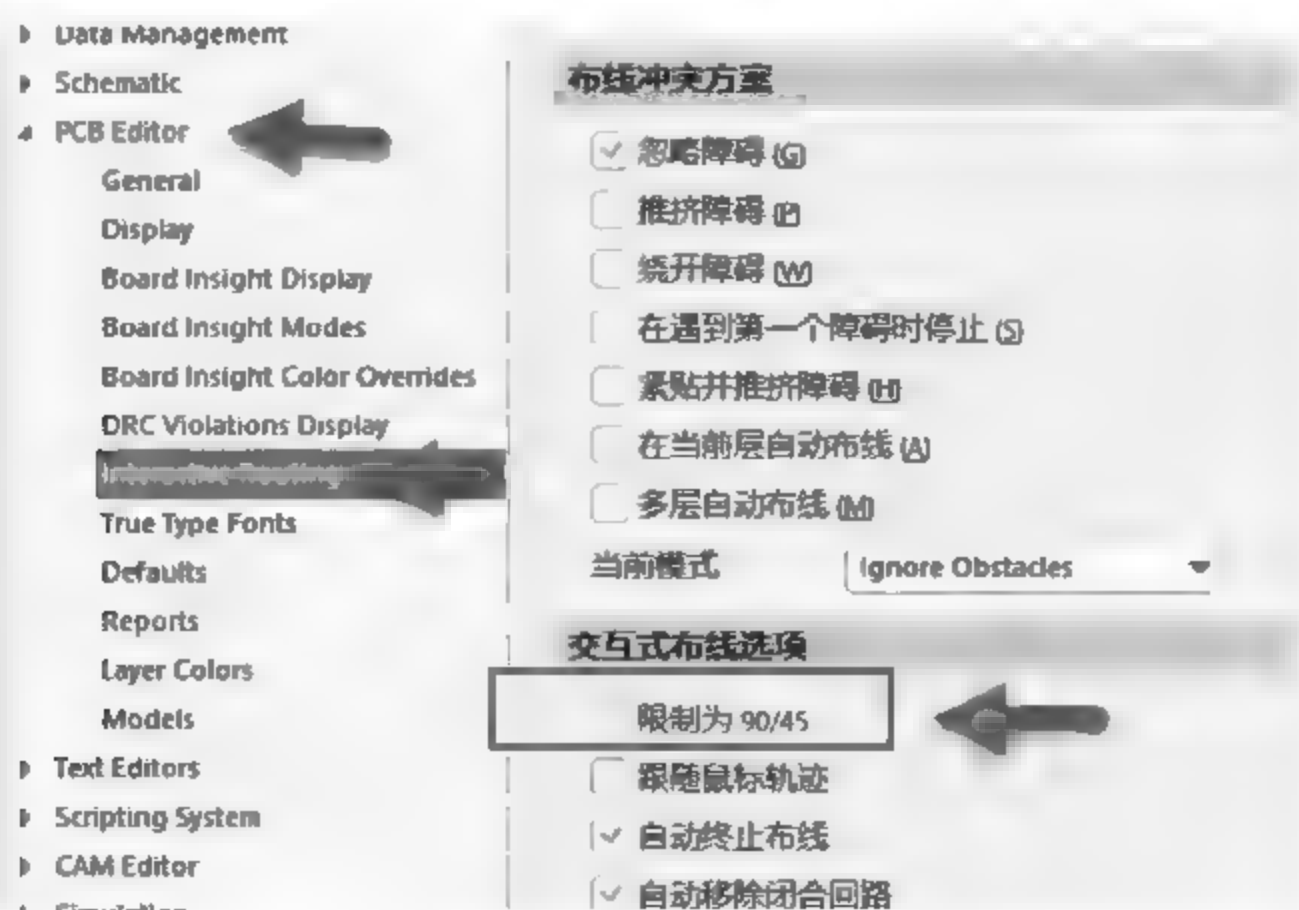 Data Management
Schematic
PCB Editor
General
Display
Board Insight Display
Board Insight Modes
Board Insight Color Overrides
DRC Violations Display
True Type Fonts
Defaults
Reports
Layer Colors
Models
Text Editors
Scripting System
CAM Editor
Simulation
布线冲突方案
忽略障碍 (G)
推挤障碍 (P)
绕开障碍 (W)
在遇到第一个障碍时停止 (S)
紧贴并推挤障碍 (H)
在当前层自动布线 (A)
多层自动布线 (M)
当前模式 Ignore Obstacles
交互式布线选项
限制为 90/45
跟随鼠标轨迹
自动终止布线
自动移除闭合回路